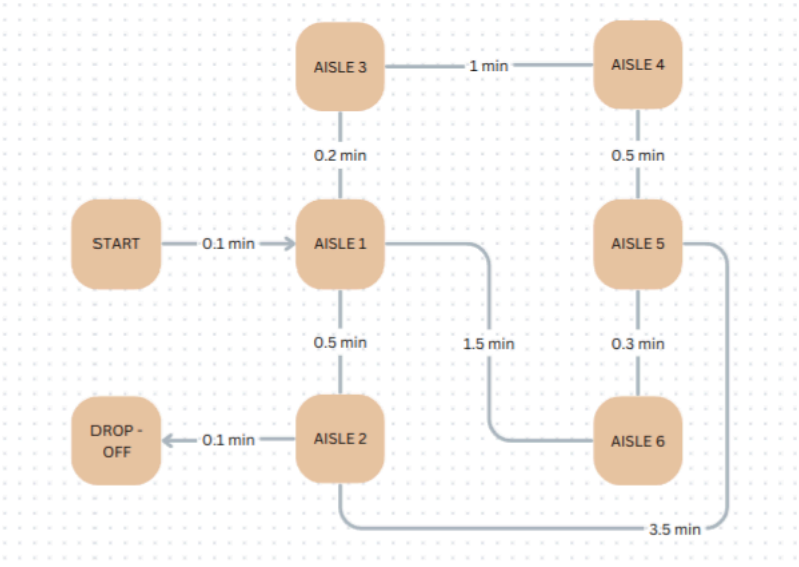 AISLE 3
1 min
AISLE 4
0.2 min
0.5 min
START
0.1 min
AISLE 1
AISLE 5
0.5 min
1.5 min
0.3 min
DROP -
OFF
0.1 min
AISLE 2
AISLE 6
3.5 min